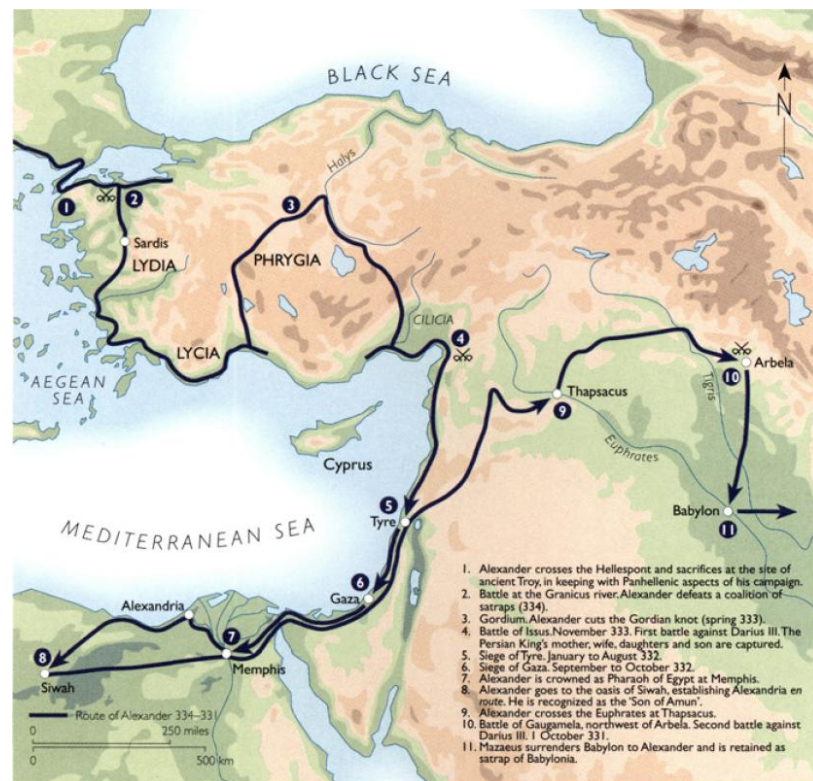 BLACK SEA
N
Halys
1
2
3
Sardis
LYDIA
PHRYGIA
CILICIA
4
LYCIA
10
Arbela
AEGEAN
SEA
Thapsacus
9
Tigris
Euphrates
Cyprus
5
Tyre
Babylon
11
MEDITERRANEAN SEA
6
Gaza
Alexandria
7
Memphis
8
Siwah
Route of Alexander 334–331
0 250 miles
0 500 km
1. Alexander crosses the Hellespont and sacrifices at the site of
ancient Troy, in keeping with Panhellenic aspects of his campaign.
2. Battle at the Granicus river. Alexander defeats a coalition of
satraps (334).
3. Gordium. Alexander cuts the Gordian knot (spring 333).
4. Battle of Issus. November 333. First battle against Darius III. The
Persian King's mother, wife, daughters and son are captured.
5. Siege of Tyre. January to August 332.
6. Siege of Gaza. September to October 332.
7. Alexander is crowned as Pharaoh of Egypt at Memphis.
8. Alexander goes to the oasis of Siwah, establishing Alexandria en
route. He is recognized as the 'Son of Amun'.
9. Alexander crosses the Euphrates at Thapsacus.
10. Battle of Gaugamela, northwest of Arbela. Second battle against
Darius III. 1 October 331.
11. Mazaeus surrenders Babylon to Alexander and is retained as
satrap of Babylonia.